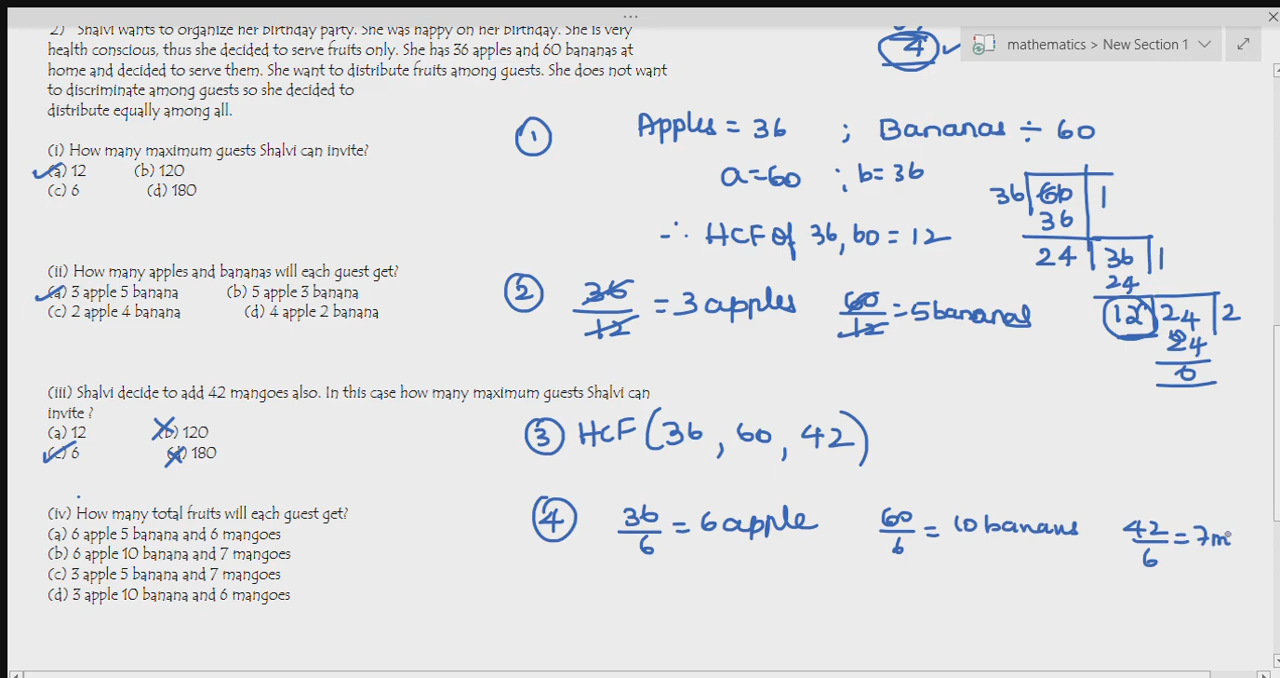 2) Shalvi wants to organize her birthday party. She was happy on her birthday. She is very
health conscious, thus she decided to serve fruits only. She has 36 apples and 60 bananas at
home and decided to serve them. She want to distribute fruits among guests. She does not want
to discriminate among guests so she decided to
distribute equally among all.
(i) How many maximum guests Shalvi can invite?
(a) 12 (b) 120
(c) 6 (d) 180
(ii) How many apples and bananas will each guest get?
(a) 3 apple 5 banana (b) 5 apple 3 banana
(c) 2 apple 4 banana (d) 4 apple 2 banana
(iii) Shalvi decide to add 42 mangoes also. In this case how many maximum guests Shalvi can
invite ?
(a) 12 (b) 120
(c) 6 (d) 180
(iv) How many total fruits will each guest get?
(a) 6 apple 5 banana and 6 mangoes
(b) 6 apple 10 banana and 7 mangoes
(c) 3 apple 5 banana and 7 mangoes
(d) 3 apple 10 banana and 6 mangoes
4
mathematics > New Section 1
1 Apples = 36 ; Bananas ÷ 60
a=60 ; b=36
∴ HCF of 36, 60 = 12
36 60 1
36
24 36 1
24
12 24 2
24
0
2 36/12 = 3 apples 60/12 = 5 bananas
3 HCF (36, 60, 42)
4 36/6 = 6 apple 60/6 = 10 banans 42/6 = 7m